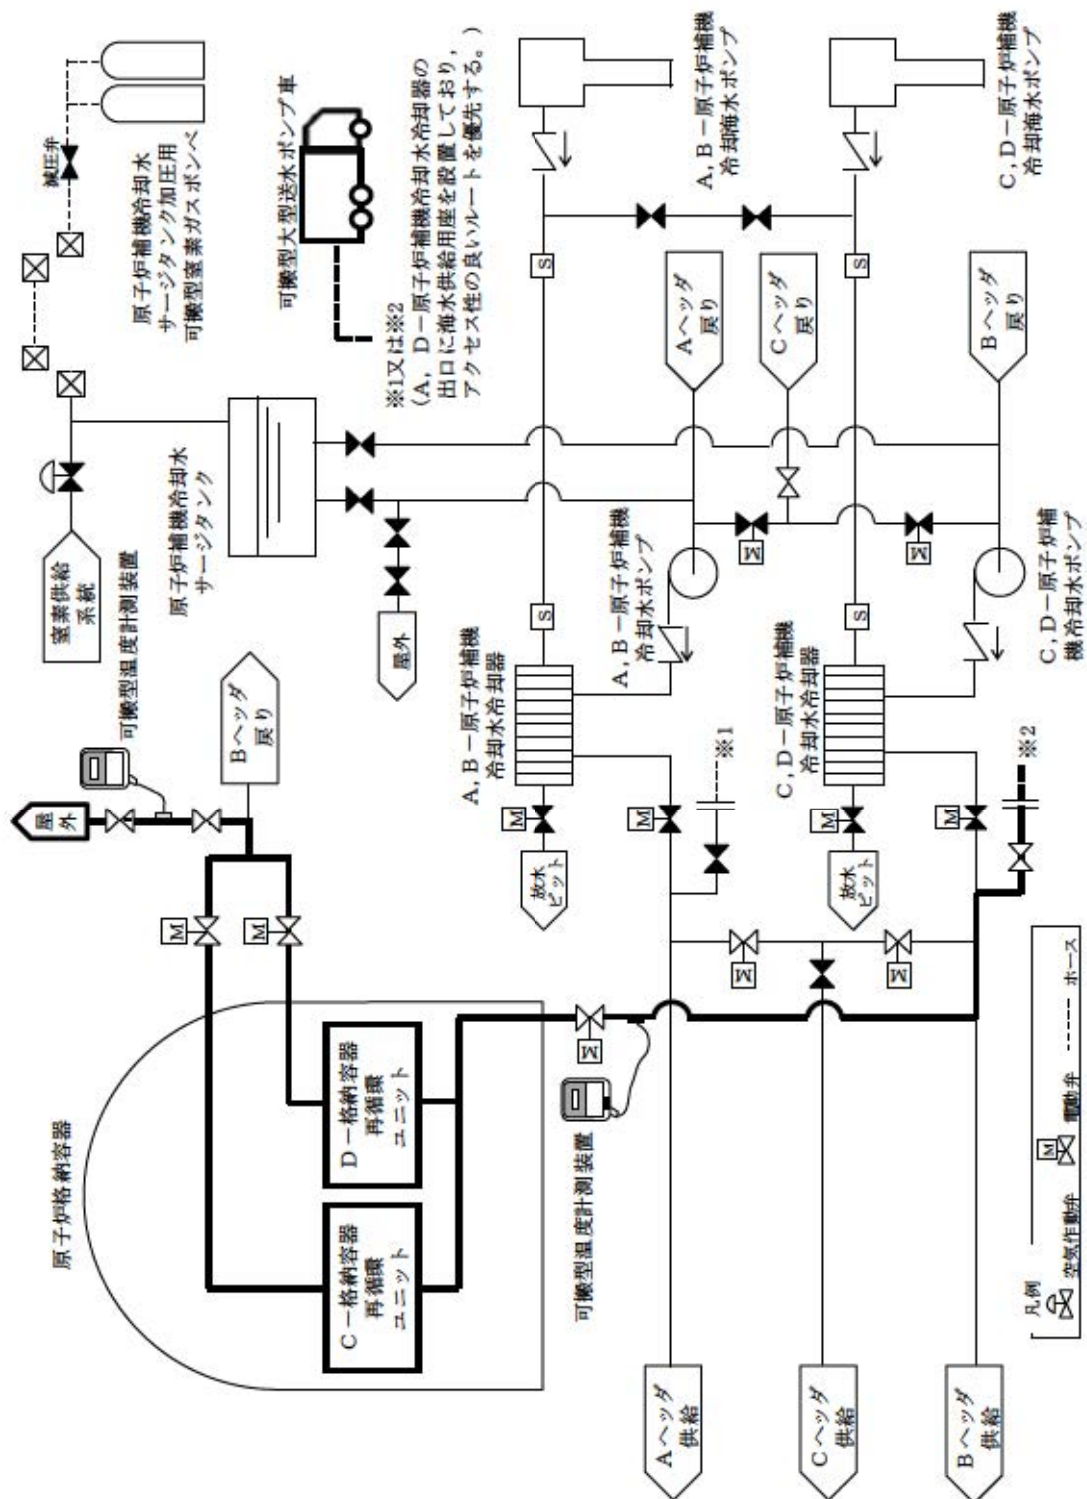 原子炉格納容器
C－格納容器
再循環
ユニット
D－格納容器
再循環
ユニット
M
M
屋外
可搬型温度計測装置
Bヘッダ
戻り
窒素供給
系統
原子炉補機冷却水
サージタンク
減圧弁
原子炉補機冷却水
サージタンク加圧用
可搬型窒素ガスボンベ
可搬型大型送水ポンプ車
※1又は※2
（A，D－原子炉補機冷却水冷却器の
出口に海水供給用座を設置しており，
アクセス性の良いルートを優先する。）
屋外
可搬型温度計測装置
M
放水
ピット
M
A,B－原子炉補機
冷却水冷却器
S
S
A,B－原子炉補機
冷却海水ポンプ
M
※1
A,B－原子炉補機
冷却水ポンプ
Aヘッダ
戻り
Aヘッダ
供給
M
M
Cヘッダ
戻り
Cヘッダ
供給
放水
ピット
M
C,D－原子炉補機
冷却水冷却器
S
S
C,D－原子炉補機
冷却海水ポンプ
M
M
M
Bヘッダ
戻り
Bヘッダ
供給
※2
C,D－原子炉補
機冷却水ポンプ
凡例
空気作動弁
M
電動弁
ホース